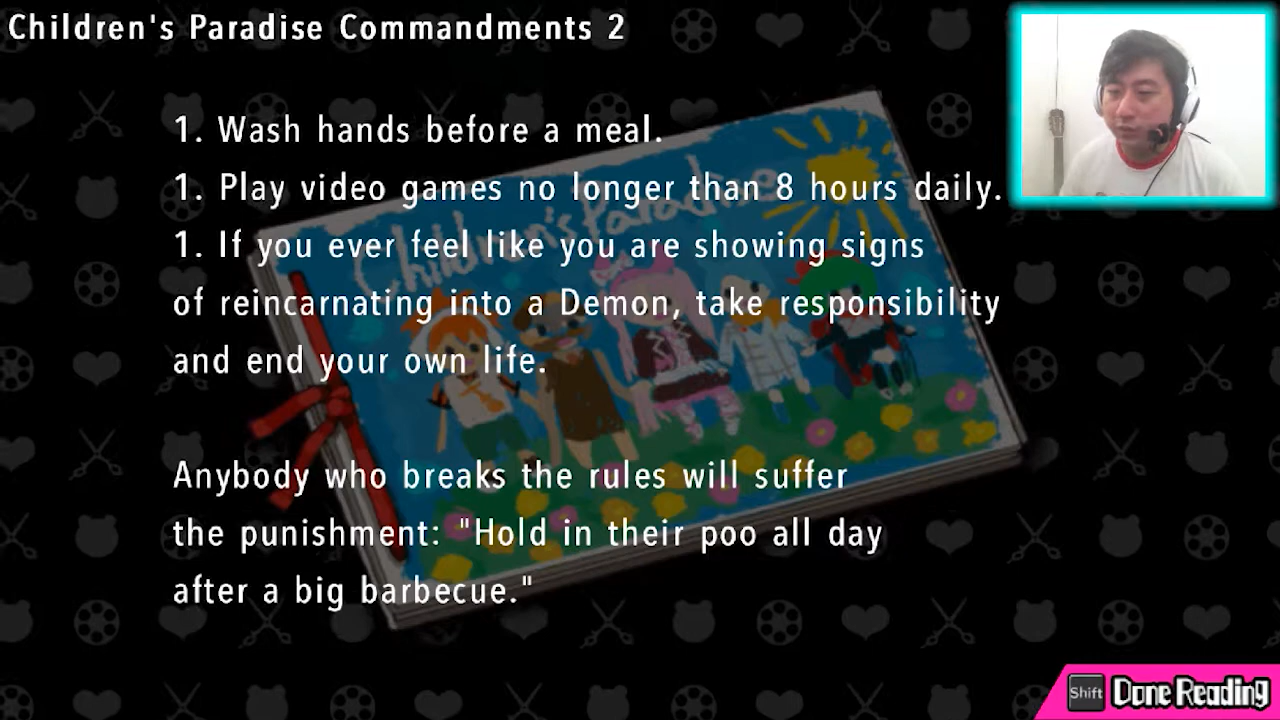 Children's Paradise Commandments 2
1. Wash hands before a meal.
1. Play video games no longer than 8 hours daily.
1. If you ever feel like you are showing signs
of reincarnating into a Demon, take responsibility
and end your own life.
Anybody who breaks the rules will suffer
the punishment: "Hold in their poo all day
after a big barbecue."
Children's Paradise
Shift Done Reading